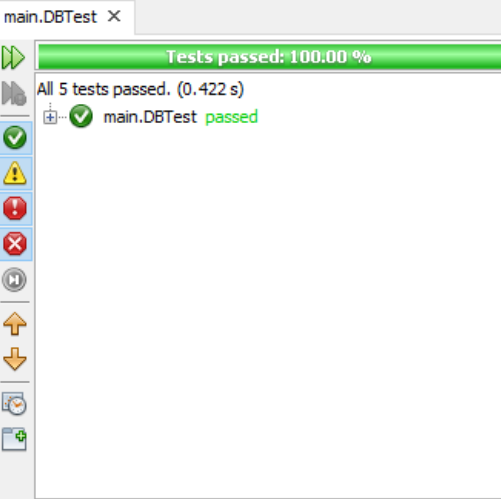 main.DBTest
Tests passed: 100.00 %
All 5 tests passed. (0.422 s)
main.DBTest passed